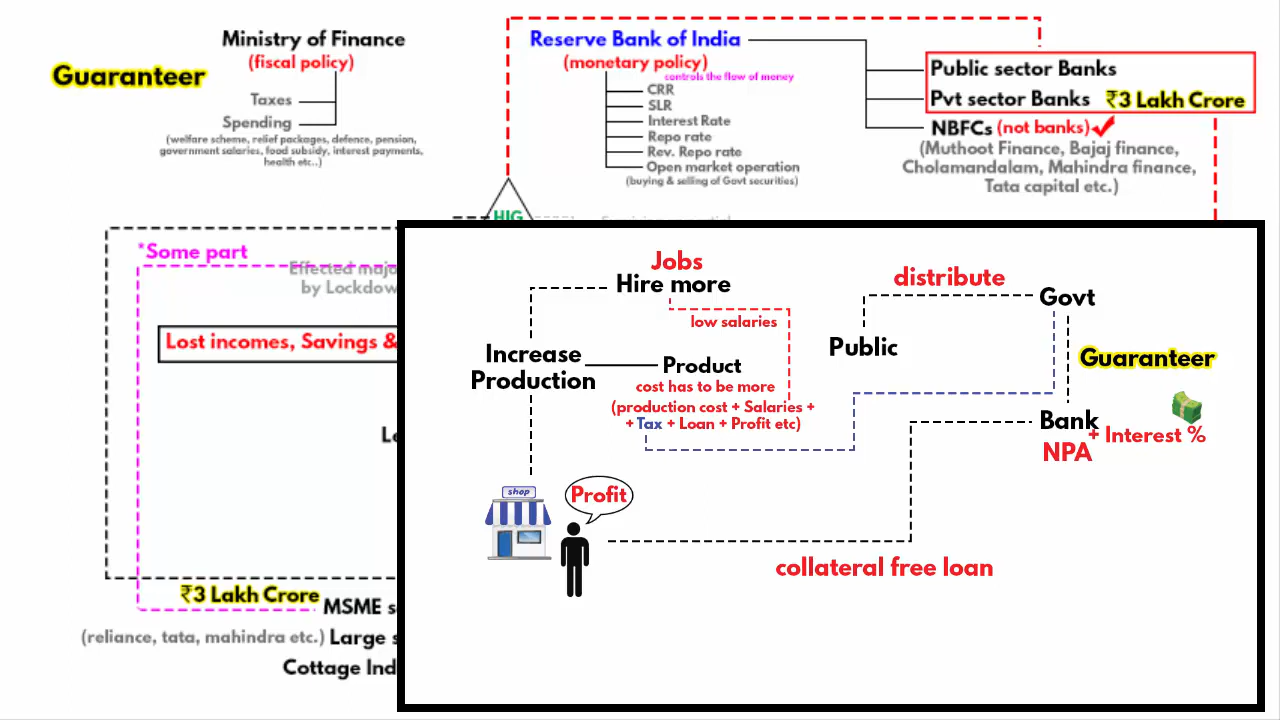 Ministry of Finance
(fiscal policy)
Guaranteer
Taxes
Spending
(welfare scheme, relief packages, defence, pension,
government salaries, food subsidy, interest payments,
health etc..)
Reserve Bank of India
(monetary policy)
controls the flow of money
CRR
SLR
Interest Rate
Repo rate
Rev. Repo rate
Open market operation
(buying & selling of Govt securities)
Public sector Banks
Pvt sector Banks ₹3 Lakh Crore
NBFCs (not banks)
(Muthoot Finance, Bajaj finance,
Cholamandalam, Mahindra finance,
Tata capital etc.)
HIG
*Some part
Effected
by
Lost incomes, Savings &
₹3 Lakh Crore
MSME
(reliance, tata, mahindra etc.) Large
Cottage
Jobs
Hire more
low salaries
Increase
Production
Product
cost has to be more
(production cost + Salaries +
+ Tax + Loan + Profit etc)
shop
Profit
distribute
Govt
Public
Guaranteer
Bank
+ Interest %
NPA
collateral free loan